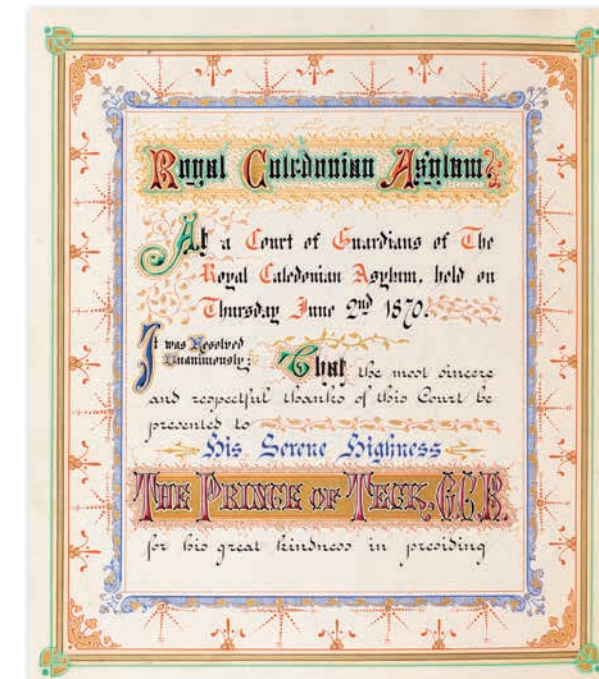 Royal Caledonian Asylum
At a Court of Guardians of The
Royal Caledonian Asylum, held on
Thursday June 2nd 1870.
It was Resolved
Unanimously: That the most sincere
and respectful thanks of this Court be
presented to
His Serene Highness
THE PRINCE OF TECK, G.C.B.
for his great kindness in presiding